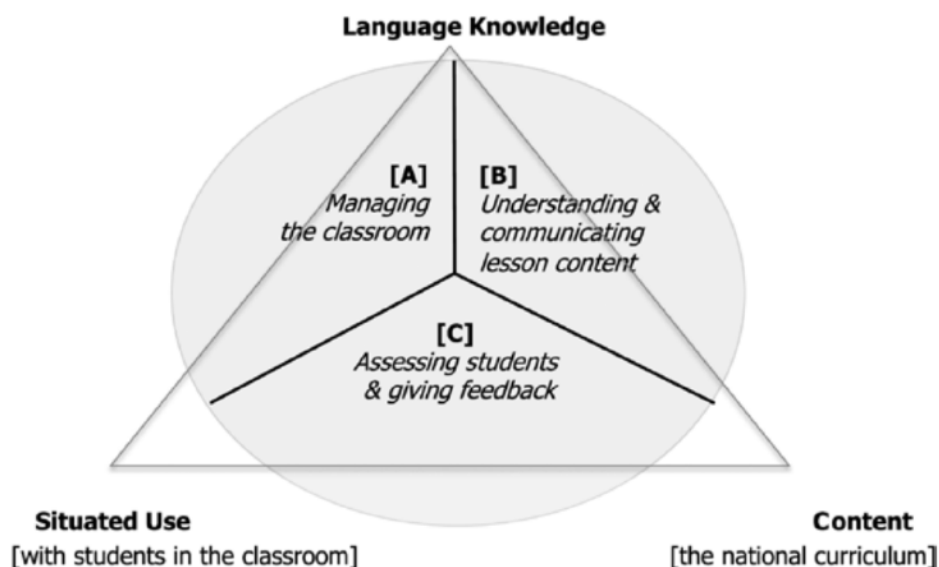 Language Knowledge
[A]
Managing
the classroom
[B]
Understanding &
communicating
lesson content
[C]
Assessing students
& giving feedback
Situated Use
[with students in the classroom]
Content
[the national curriculum]